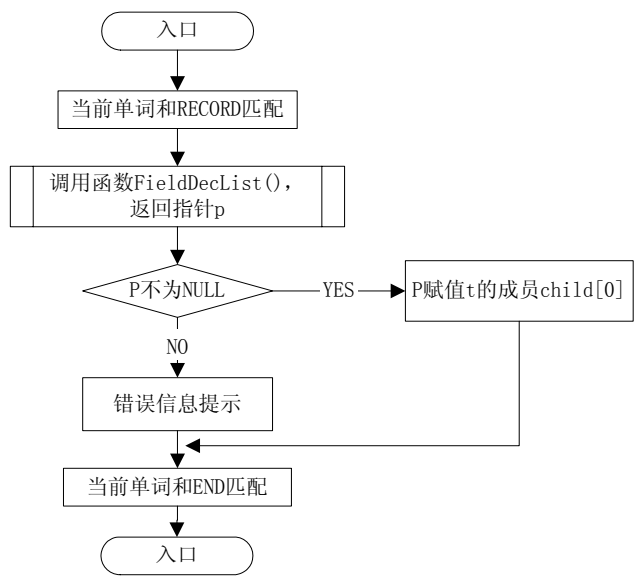 入口
当前单词和RECORD匹配
调用函数FieldDecList(),
返回指针p
P不为NULL
YES
P赋值t的成员child[0]
NO
错误信息提示
当前单词和END匹配
入口